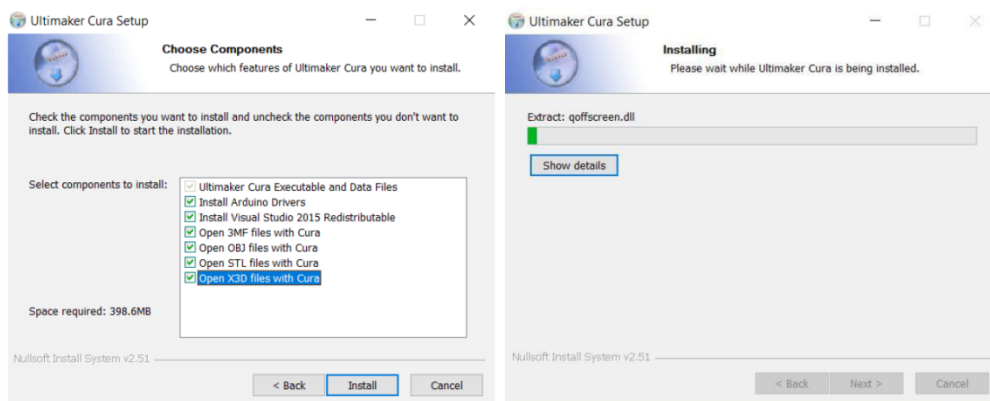 Ultimaker Cura Setup
Choose Components
Choose which features of Ultimaker Cura you want to install.
Check the components you want to install and uncheck the components you don't want to
install. Click Install to start the installation.
Select components to install:
Ultimaker Cura Executable and Data Files
Install Arduino Drivers
Install Visual Studio 2015 Redistributable
Open 3MF files with Cura
Open OBJ files with Cura
Open STL files with Cura
Open X3D files with Cura
Space required: 398.6MB
Nullsoft Install System v2.51
< Back Install Cancel
Ultimaker Cura Setup
Installing
Please wait while Ultimaker Cura is being installed.
Extract: qoffscreen.dll
Show details
Nullsoft Install System v2.51
< Back Next > Cancel